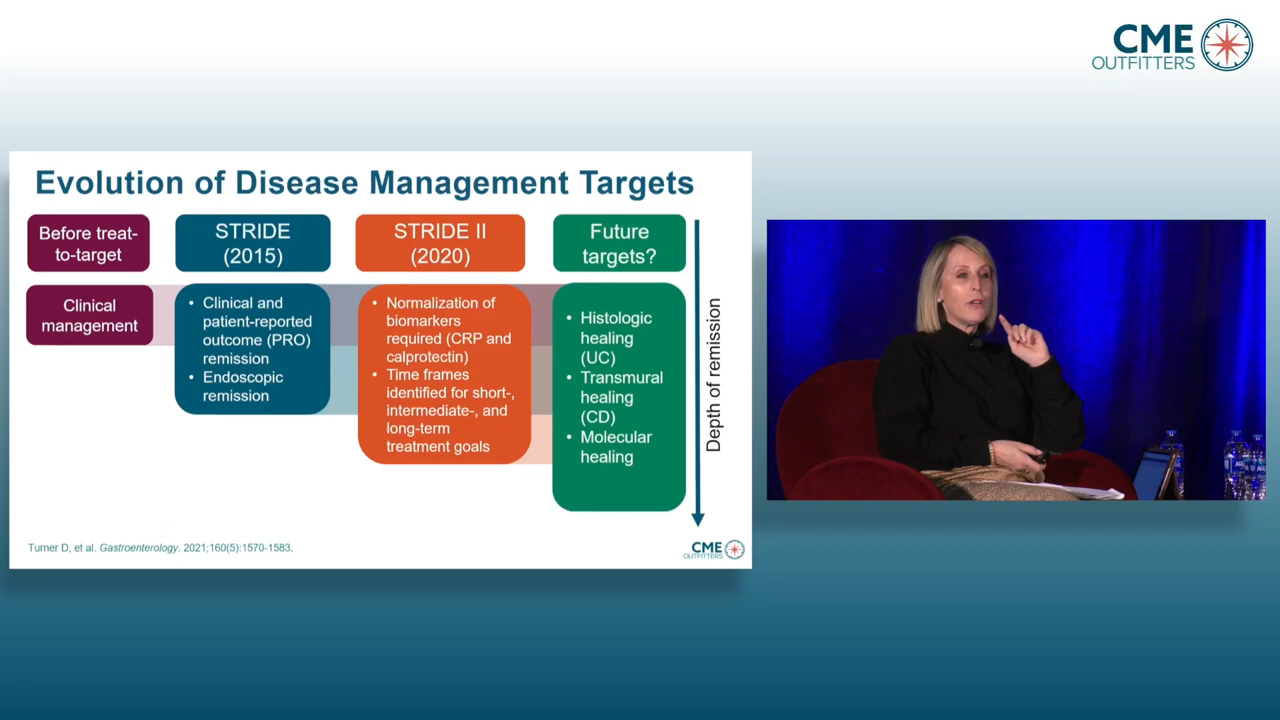 CME
OUTFITTERS
Evolution of Disease Management Targets
Before treat-
to-target
STRIDE
(2015)
STRIDE II
(2020)
Future
targets?
Clinical
management
• Clinical and
patient-reported
outcome (PRO)
remission
• Endoscopic
remission
• Normalization of
biomarkers
required (CRP and
calprotectin)
• Time frames
identified for short-,
intermediate-, and
long-term
treatment goals
• Histologic
healing
(UC)
• Transmural
healing
(CD)
• Molecular
healing
Depth of remission
Turner D, et al. Gastroenterology. 2021;160(5):1570-1583.
CME
OUTFITTERS